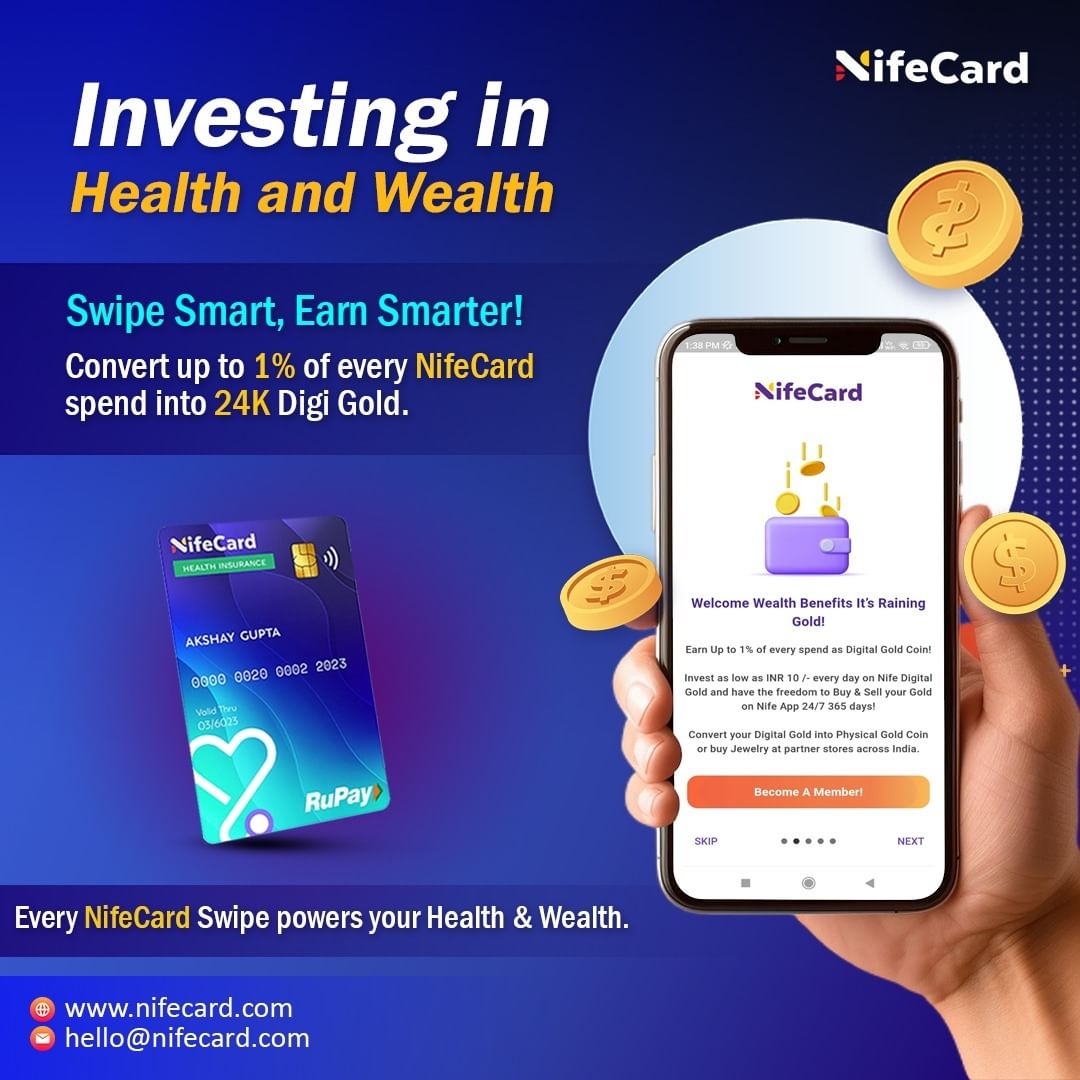 NifeCard
Investing in
Health and Wealth
Swipe Smart, Earn Smarter!
Convert up to 1% of every NifeCard
spend into 24K Digi Gold.
NifeCard
HEALTH INSURANCE
AKSHAY GUPTA
0000 0020 0002 2023
Valid Thru
03/6023
RuPay
1:38 PM
NifeCard
Welcome Wealth Benefits It's Raining
Gold!
Earn Up to 1% of every spend as Digital Gold Coin!
Invest as low as INR 10 /- every day on Nife Digital
Gold and have the freedom to Buy & Sell your Gold
on Nife App 24/7 365 days!
Convert your Digital Gold into Physical Gold Coin
or buy Jewelry at partner stores across India.
Become A Member!
SKIP
NEXT
Every NifeCard Swipe powers your Health & Wealth.
www.nifecard.com
hello@nifecard.com